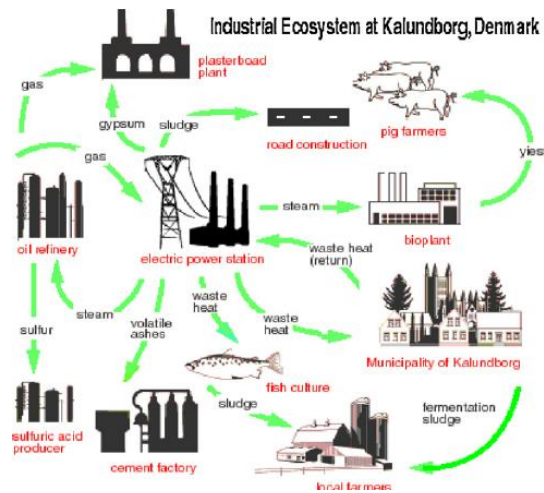 Industrial Ecosystem at Kalundborg, Denmark
plasterboad
plant
gas
gypsum
sludge
road construction
pig farmers
gas
yiest
oil refinery
electric power station
steam
bioplant
waste heat
(return)
sulfur
steam
volatile
ashes
waste
heat
waste
heat
Municipality of Kalundborg
fish culture
sludge
fermentation
sludge
sulfuric acid
producer
cement factory
local farmers